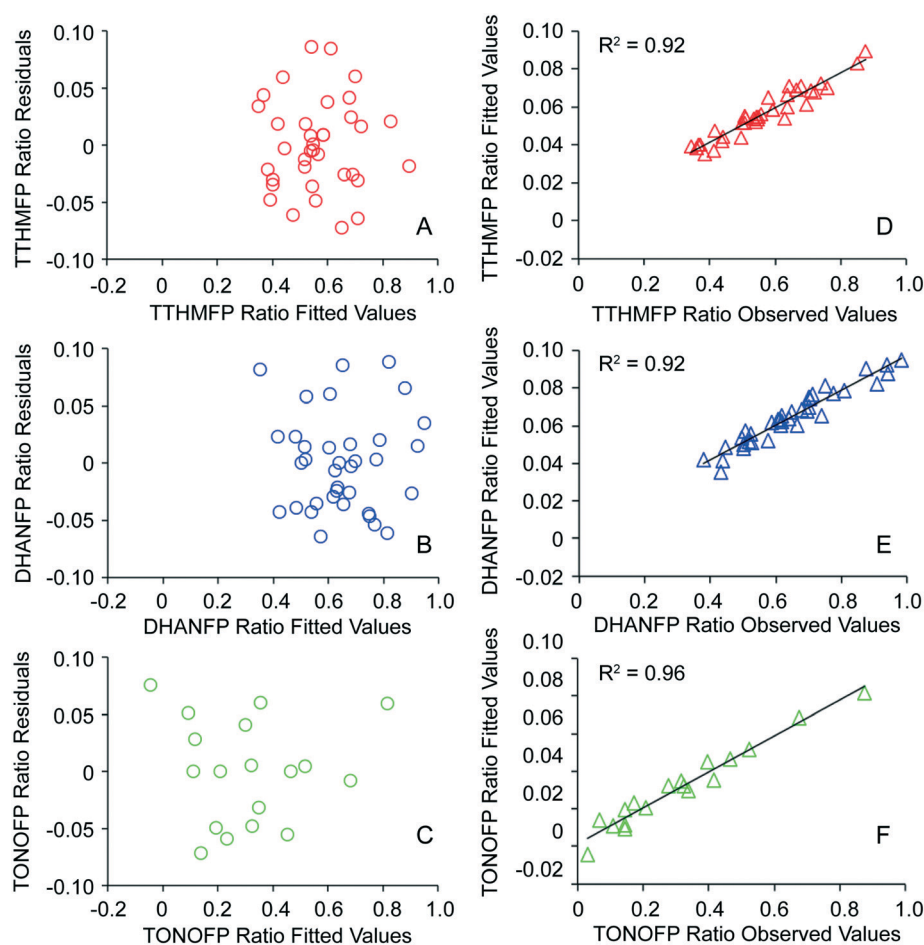 TTHMFP Ratio Residuals
0.10
0.05
0
-0.05
-0.10
A
-0.2 0 0.2 0.4 0.6 0.8 1.0
TTHMFP Ratio Fitted Values
TTHMFP Ratio Fitted Values
0.10
0.08
0.06
0.04
0.02
0
-0.02
R² = 0.92
D
0 0.2 0.4 0.6 0.8 1.0
TTHMFP Ratio Observed Values
DHANFP Ratio Residuals
0.10
0.05
0
-0.05
-0.10
B
-0.2 0 0.2 0.4 0.6 0.8 1.0
DHANFP Ratio Fitted Values
DHANFP Ratio Fitted Values
0.10
0.08
0.06
0.04
0.02
0
-0.02
R² = 0.92
E
0 0.2 0.4 0.6 0.8 1.0
DHANFP Ratio Observed Values
TONOFP Ratio Residuals
0.10
0.05
0
-0.05
-0.10
C
-0.2 0 0.2 0.4 0.6 0.8 1.0
TONOFP Ratio Fitted Values
TONOFP Ratio Fitted Values
0.10
0.08
0.06
0.04
0.02
0
-0.02
R² = 0.96
F
0 0.2 0.4 0.6 0.8 1.0
TONOFP Ratio Observed Values